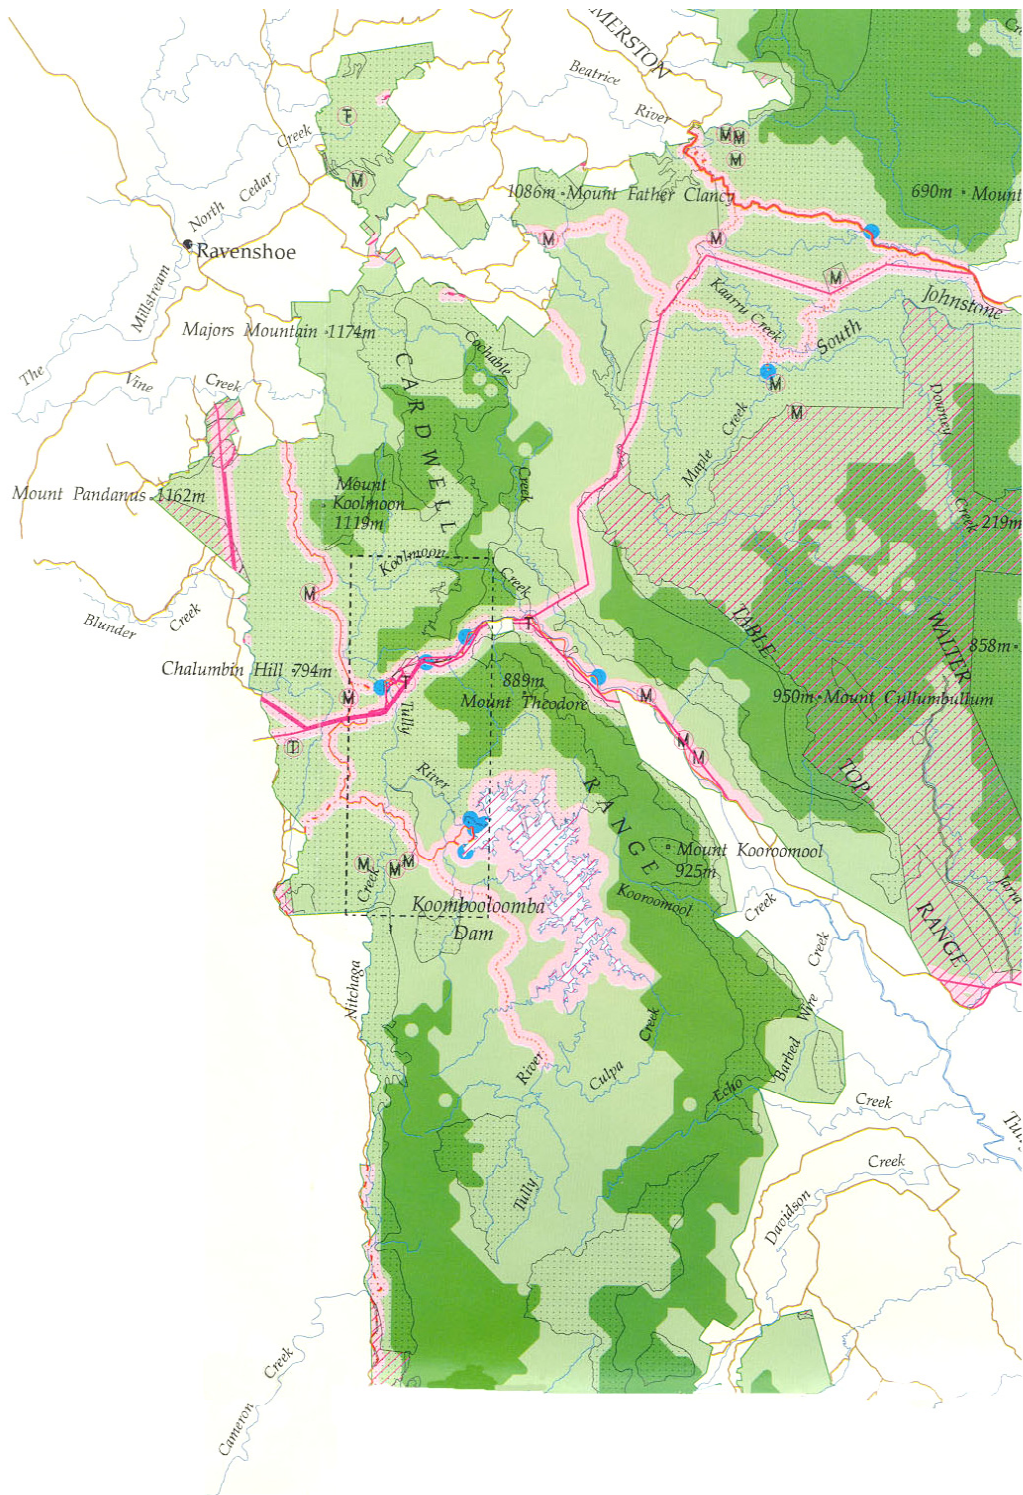 MERSTON
Beatrice
River
Creek
T
M
M
M
M
North Cedar
1086m Mount Father Clancy
690m Mount
Ravenshoe
M
M
M
Millstream
Kaarru Creek
Johnstone
Majors Mountain 1174m
South
Cochable
The
Vine
Creek
CARDWELL
M
Downey
Creek
M
Maple
Mount Pandanus 1162m
Mount
Koolmoon
1119m
Creek
Creek
219m
Koolmoon
Creek
M
Blunder
Creek
T
TABLE
WALTER
858m
Chalumbin Hill 794m
889m
Mount Theodore
T
M
M
950m Mount Cullumbullum
Tully
T
M
M
TOP
River
RANGE
Mount Kooroomool
925m
M
M
M
Creek
Kooroomool
Creek
Koombooloomba
Dam
RANGE
Creek
Nitchaga
Wire
Creek
Barbed
River
Culpa
Echo
Creek
Creek
Tully
Davidson
Creek
Cameron